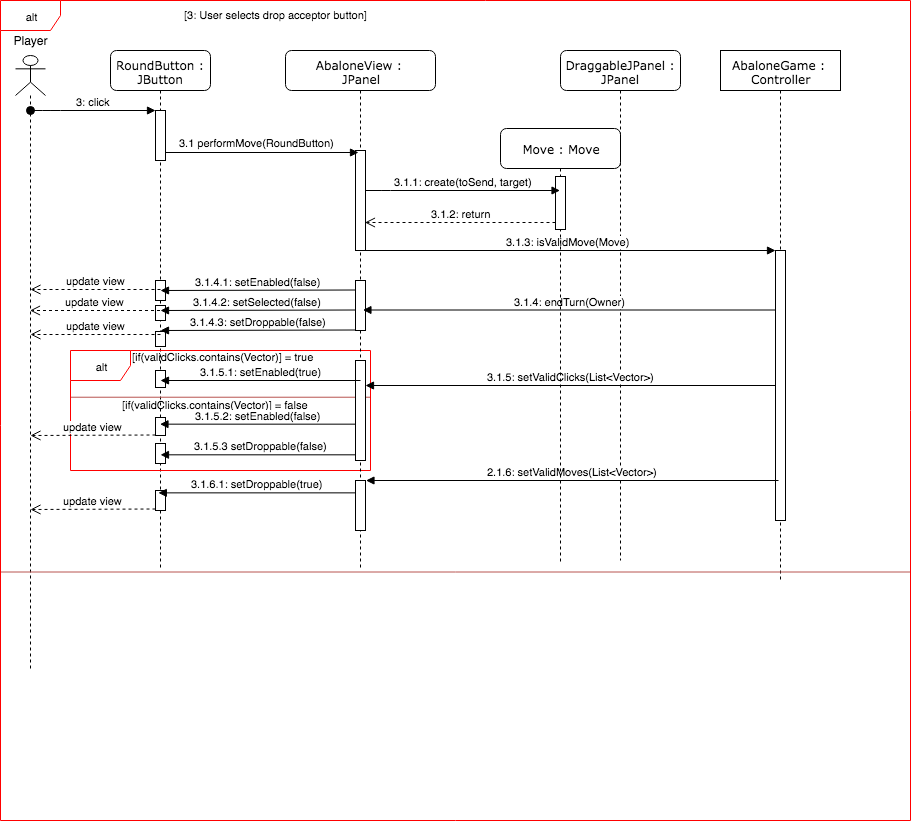 alt
[3: User selects drop acceptor button]
Player
RoundButton :
JButton
AbaloneView :
JPanel
DraggableJPanel :
JPanel
AbaloneGame :
Controller
3: click
3.1 performMove(RoundButton)
Move : Move
3.1.1: create(toSend, target)
3.1.2: return
3.1.3: isValidMove(Move)
update view
3.1.4.1: setEnabled(false)
update view
3.1.4.2: setSelected(false)
3.1.4: endTurn(Owner)
update view
3.1.4.3: setDroppable(false)
alt
[if(validClicks.contains(Vector)] = true
3.1.5.1: setEnabled(true)
3.1.5: setValidClicks(List<Vector>)
[if(validClicks.contains(Vector)] = false
3.1.5.2: setEnabled(false)
update view
3.1.5.3 setDroppable(false)
2.1.6: setValidMoves(List<Vector>)
3.1.6.1: setDroppable(true)
update view